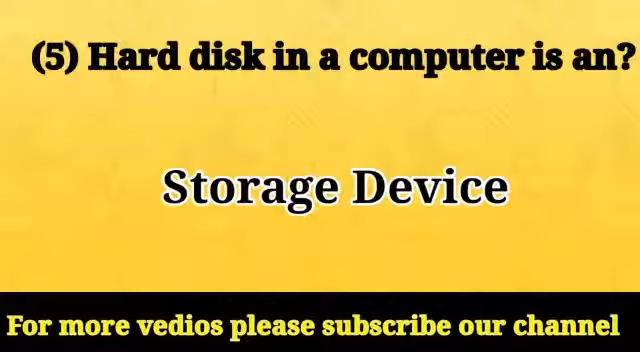 (5) Hard disk in a computer is an?
Storage Device
For more vedios please subscribe our channel